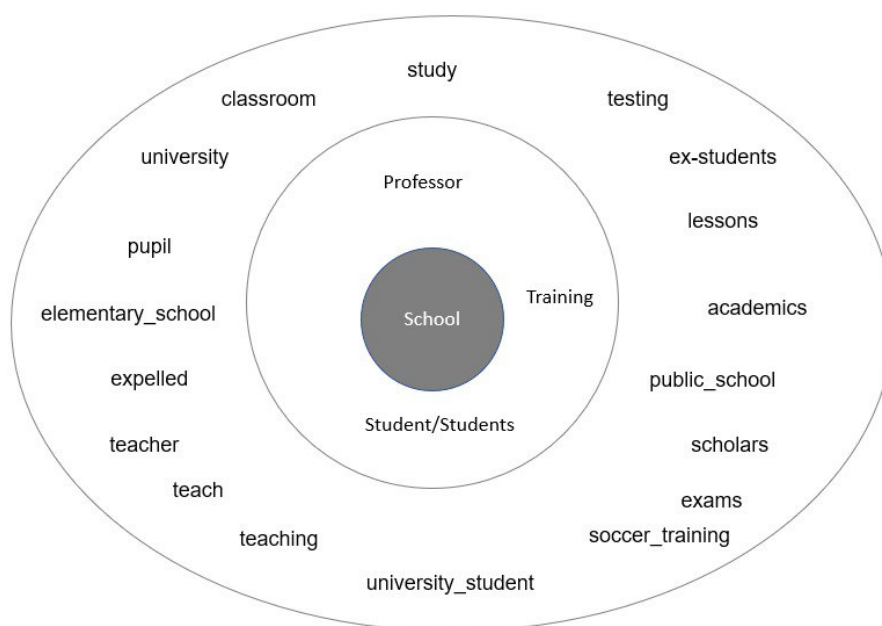 study
classroom
testing
university
ex-students
Professor
lessons
pupil
Training
academics
elementary_school
School
expelled
public_school
Student/Students
teacher
scholars
teach
exams
teaching
soccer_training
university_student